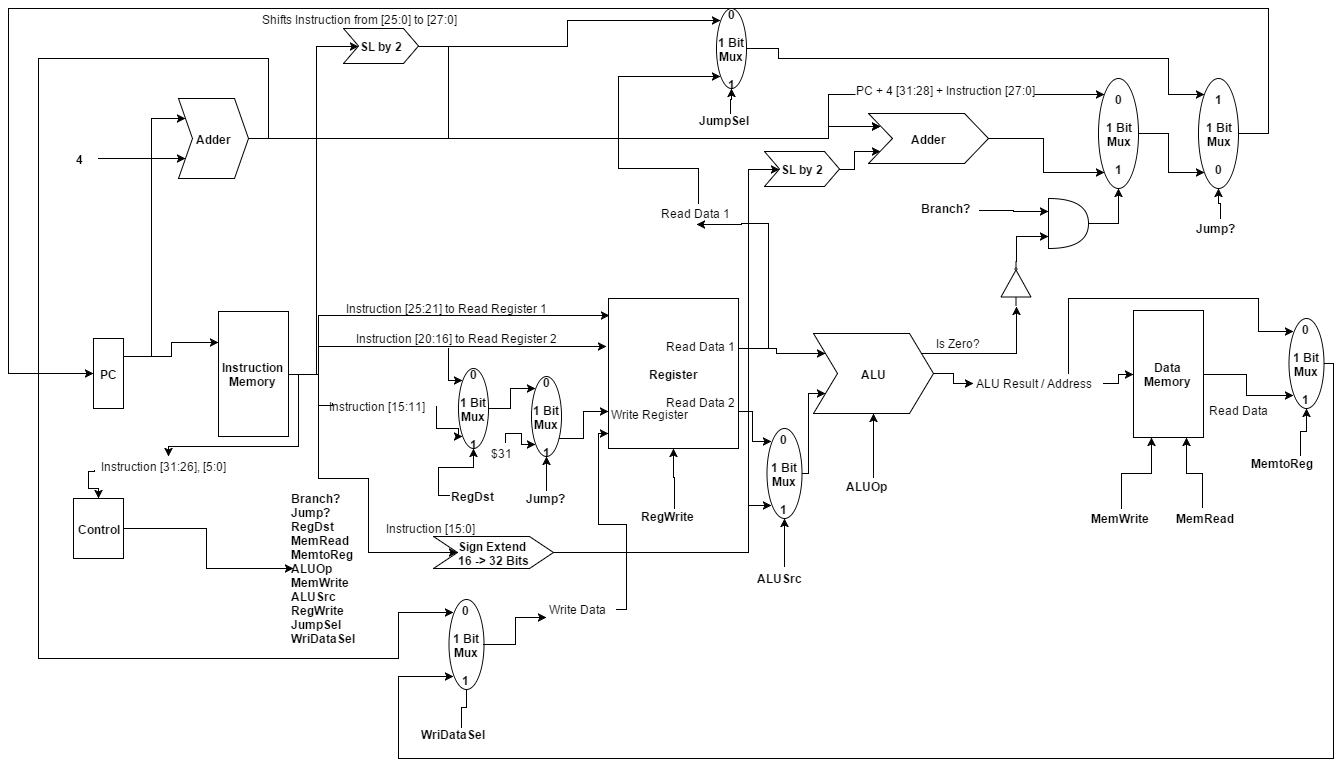 Shifts Instruction from [25:0] to [27:0]
SL by 2
0
1 Bit
Mux
1
JumpSel
PC + 4 [31:28] + Instruction [27:0]
0
1 Bit
Mux
1
1
1 Bit
Mux
0
Jump?
Adder
4
Adder
SL by 2
Branch?
Read Data 1
PC
Instruction
Memory
Instruction [25:21] to Read Register 1
Instruction [20:16] to Read Register 2
Instruction [15:11]
0
1 Bit
Mux
1
RegDst
0
1 Bit
Mux
1
$31
Jump?
Read Data 1
Register
Read Data 2
Write Register
RegWrite
0
1 Bit
Mux
1
ALUSrc
ALU
Is Zero?
ALUOp
ALU Result / Address
Data
Memory
Read Data
MemWrite
MemRead
0
1 Bit
Mux
1
MemtoReg
Instruction [31:26], [5:0]
Control
Branch?
Jump?
RegDst
MemRead
MemtoReg
ALUOp
MemWrite
ALUSrc
RegWrite
JumpSel
WriDataSel
Instruction [15:0]
Sign Extend
16 -> 32 Bits
0
1 Bit
Mux
1
WriDataSel
Write Data